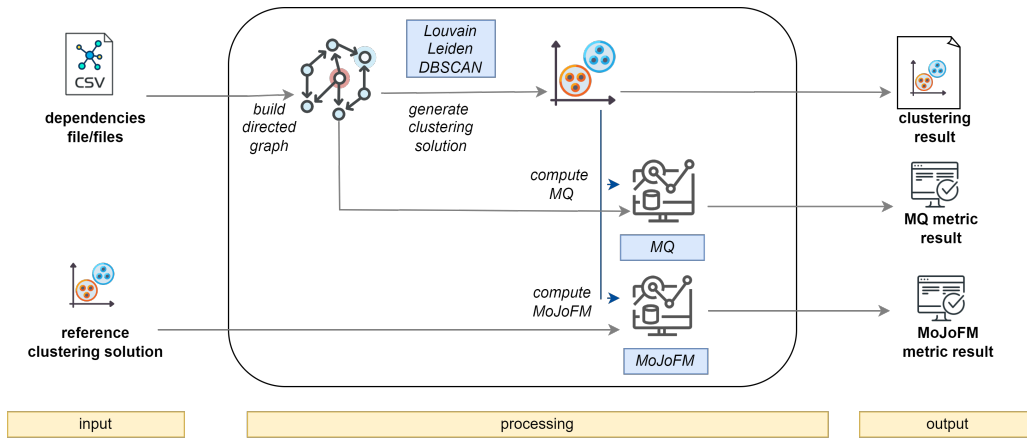 Louvain
Leiden
DBSCAN
CSV
dependencies
file/files
build
directed
graph
generate
clustering
solution
clustering
result
compute
MQ
MQ
MQ metric
result
reference
clustering solution
compute
MoJoFM
MoJoFM
MoJoFM
metric result
input
processing
output